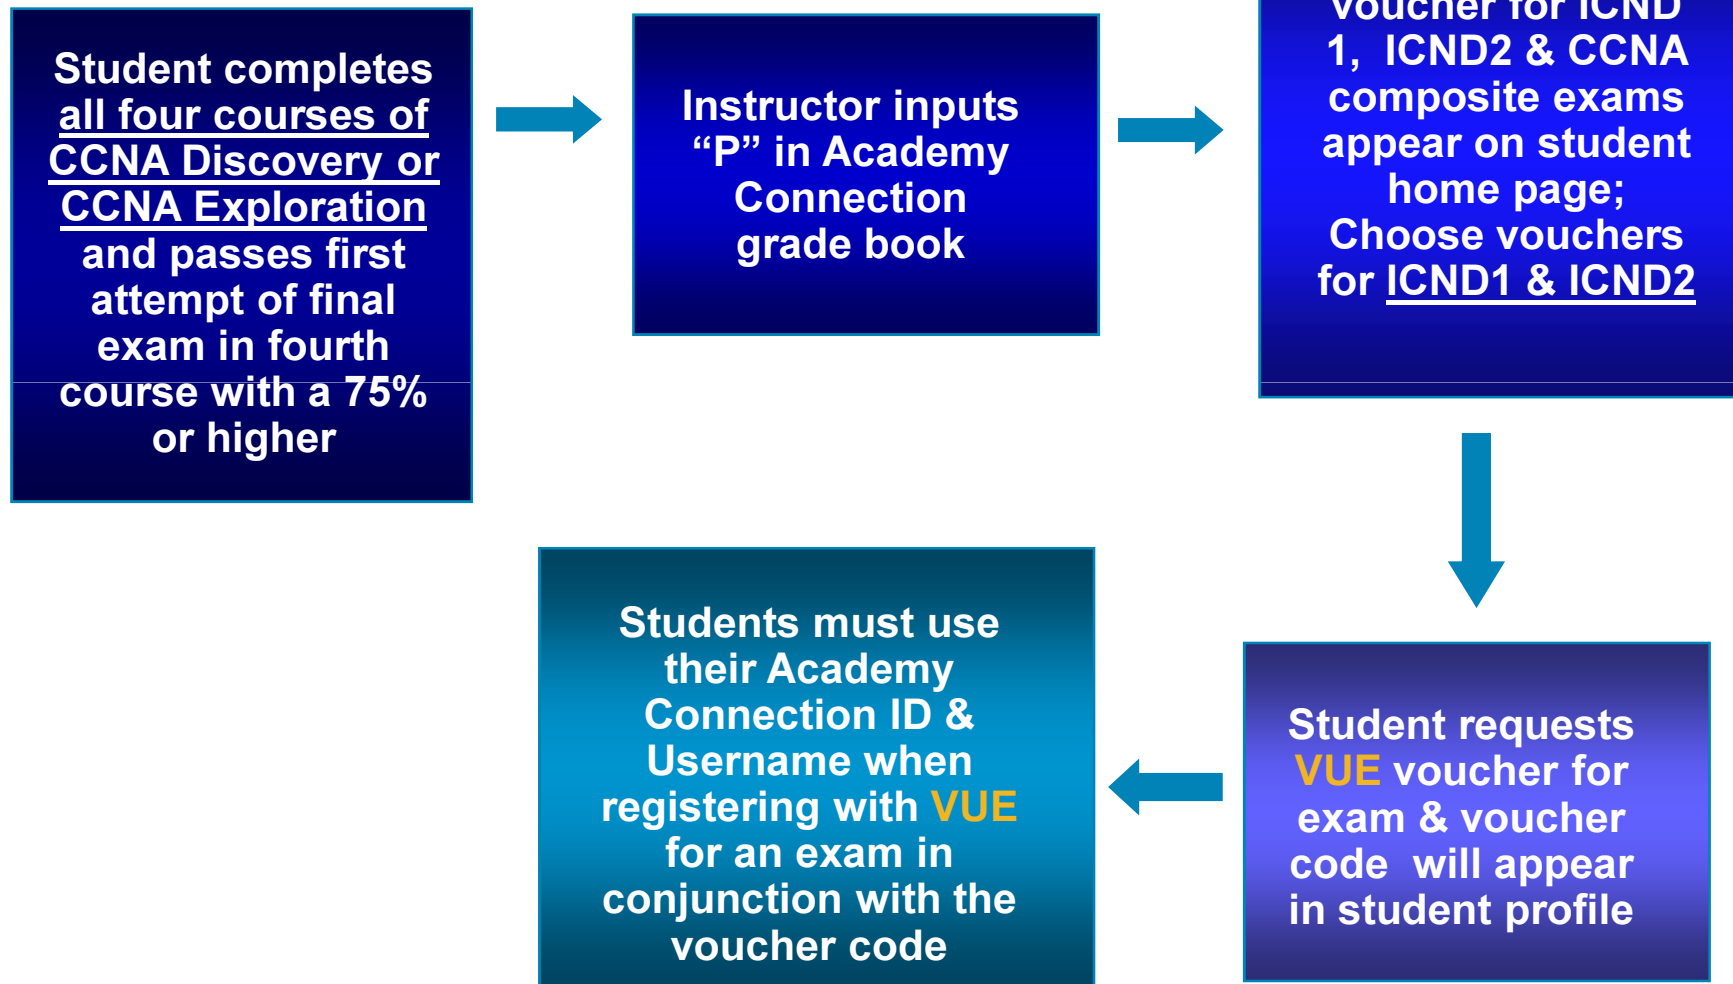 Student completes
all four courses of
CCNA Discovery or
CCNA Exploration
and passes first
attempt of final
exam in fourth
course with a 75%
or higher
Instructor inputs
“P” in Academy
Connection
grade book
voucher for ICND
1, ICND2 & CCNA
composite exams
appear on student
home page;
Choose vouchers
for ICND1 & ICND2
Student requests
VUE voucher for
exam & voucher
code will appear
in student profile
Students must use
their Academy
Connection ID &
Username when
registering with VUE
for an exam in
conjunction with the
voucher code